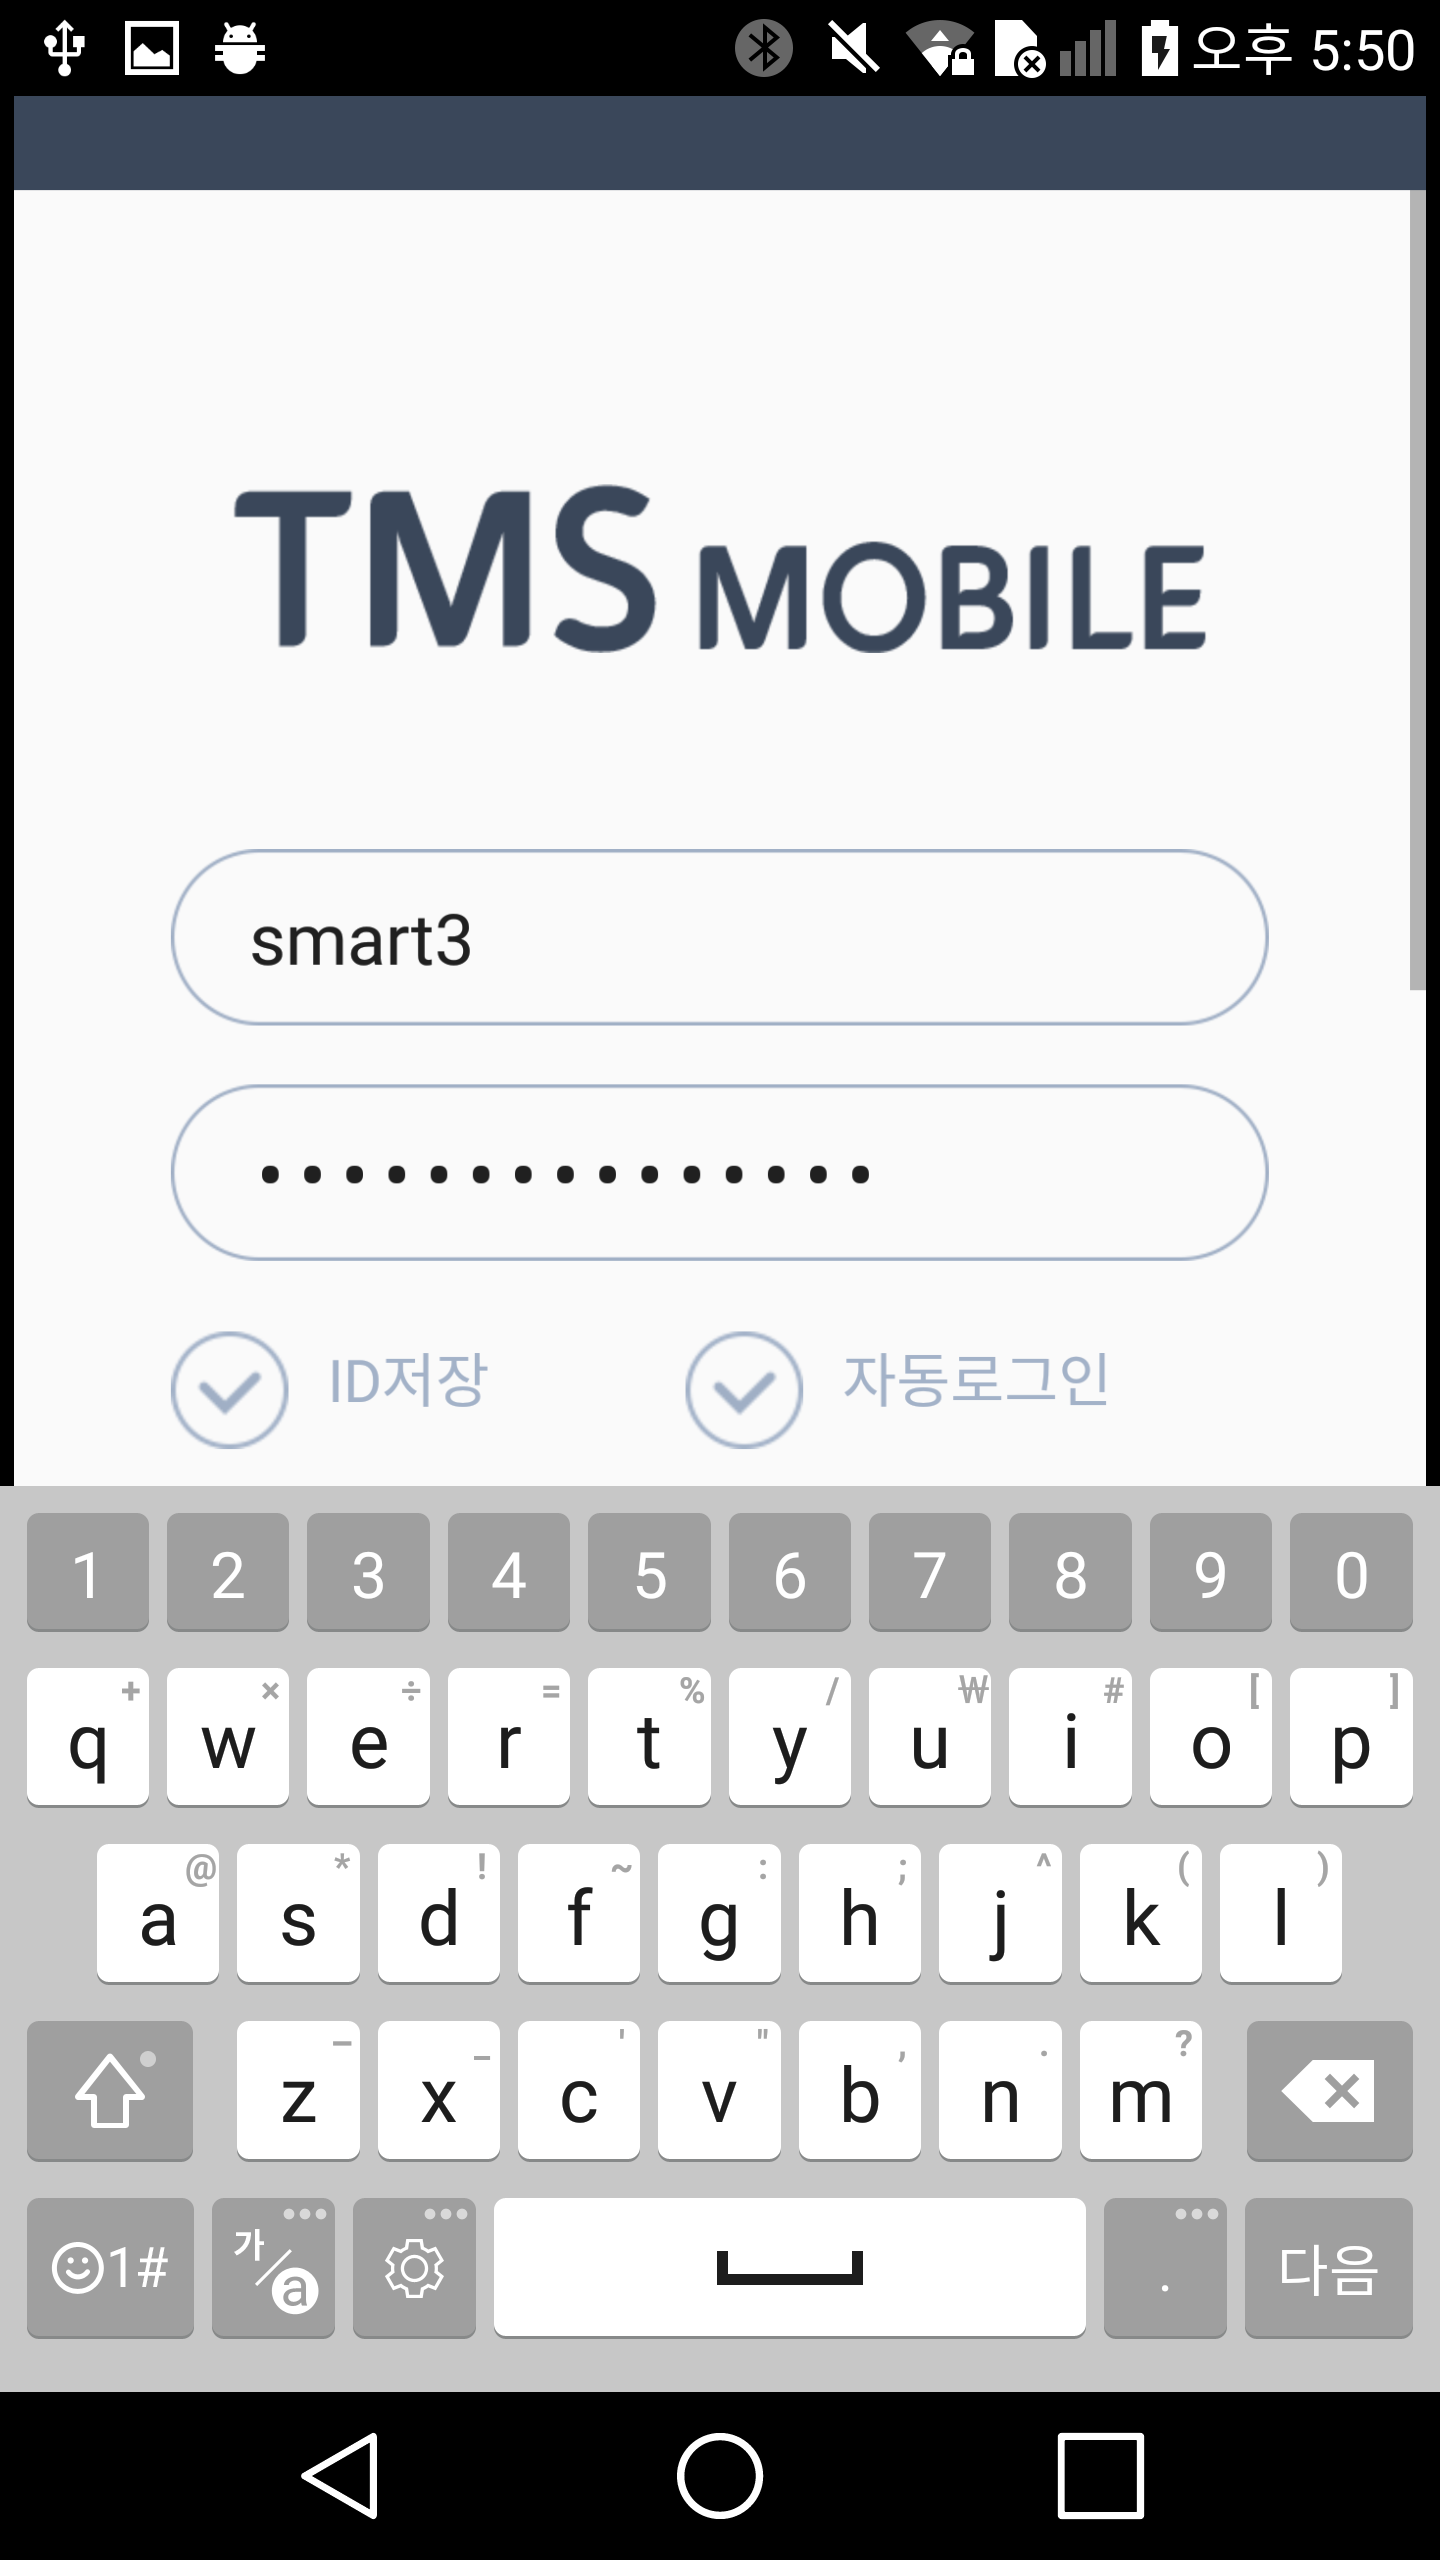 오후 5:50
TMS MOBILE
smart3
•••••••••••••••
ID저장 자동로그인
1 2 3 4 5 6 7 8 9 0
+ × ÷ = % / ₩ # [ ]
q w e r t y u i o p
@ * ! ~ : ; ^ ( )
a s d f g h j k l
– _ ' " , . ?
z x c v b n m
1# 가/a . 다음